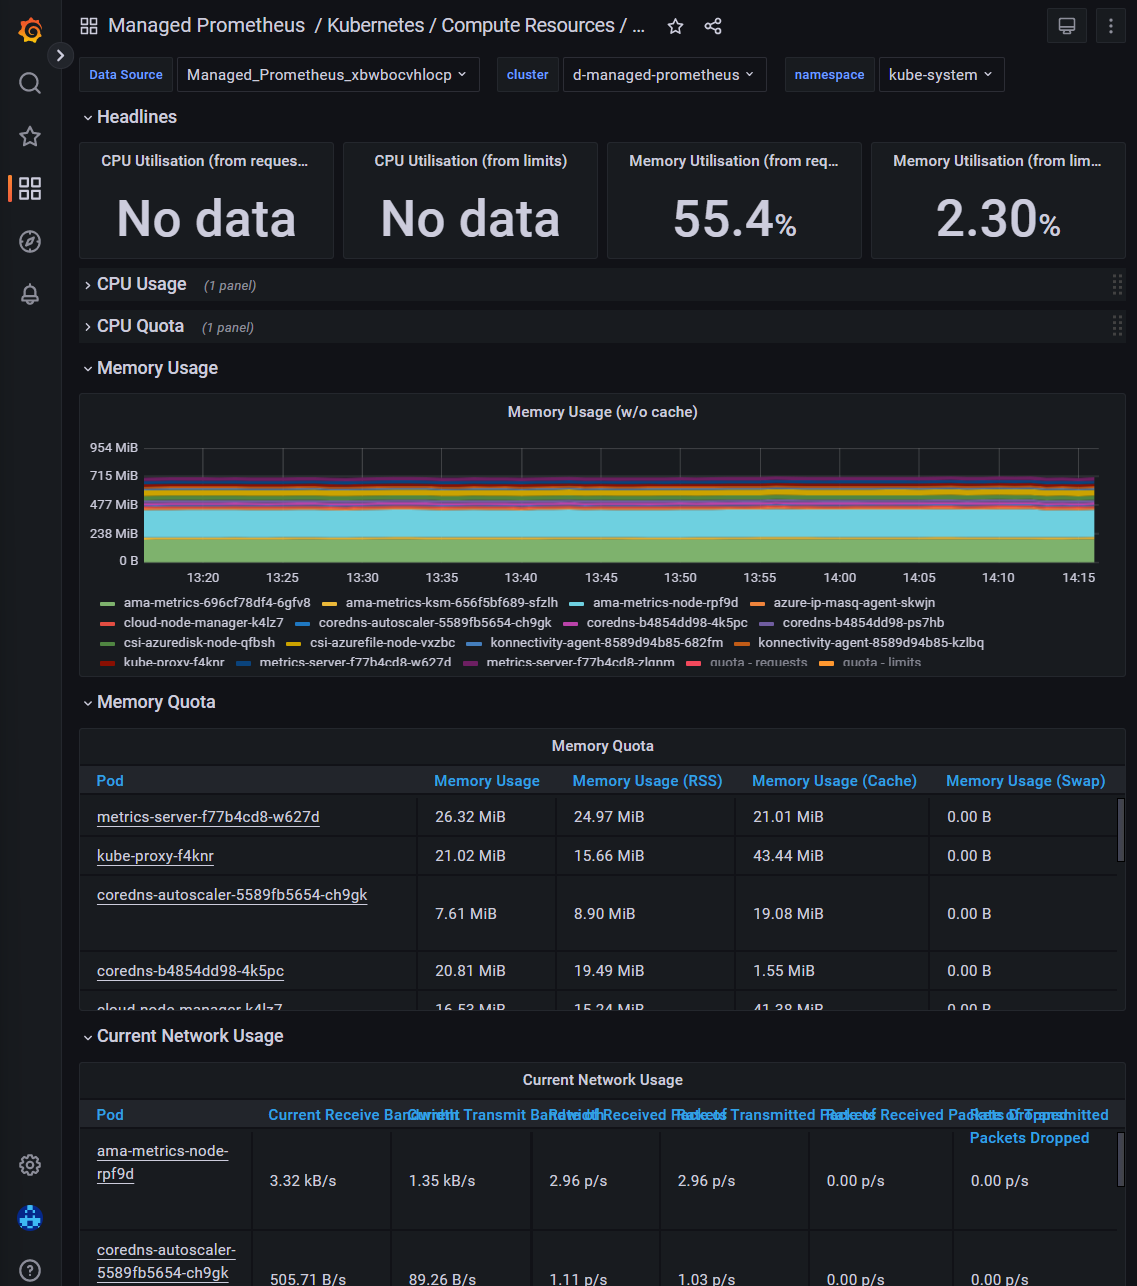 Managed Prometheus / Kubernetes / Compute Resources / ...
Data Source Managed_Prometheus_xbwbocvhlocp cluster d-managed-prometheus namespace kube-system
Headlines
CPU Utilisation (from reques... CPU Utilisation (from limits) Memory Utilisation (from req... Memory Utilisation (from lim...
No data No data 55.4% 2.30%
CPU Usage (1 panel)
CPU Quota (1 panel)
Memory Usage
Memory Usage (w/o cache)
954 MiB
715 MiB
477 MiB
238 MiB
0 B
13:20 13:25 13:30 13:35 13:40 13:45 13:50 13:55 14:00 14:05 14:10 14:15
ama-metrics-696cf78df4-6gfv8 ama-metrics-ksm-656f5bf689-sfzlh ama-metrics-node-rpf9d azure-ip-masq-agent-skwjn
cloud-node-manager-k4lz7 coredns-autoscaler-5589fb5654-ch9gk coredns-b4854dd98-4k5pc coredns-b4854dd98-ps7hb
csi-azuredisk-node-qfbsh csi-azurefile-node-vxzbc konnectivity-agent-8589d94b85-682fm konnectivity-agent-8589d94b85-kzlbq
kube-proxy-f4knr metrics-server-f77b4cd8-w627d metrics-server-f77b4cd8-zlqnm quota - requests quota - limits
Memory Quota
Memory Quota
Pod Memory Usage Memory Usage (RSS) Memory Usage (Cache) Memory Usage (Swap)
metrics-server-f77b4cd8-w627d 26.32 MiB 24.97 MiB 21.01 MiB 0.00 B
kube-proxy-f4knr 21.02 MiB 15.66 MiB 43.44 MiB 0.00 B
coredns-autoscaler-5589fb5654-ch9gk 7.61 MiB 8.90 MiB 19.08 MiB 0.00 B
coredns-b4854dd98-4k5pc 20.81 MiB 19.49 MiB 1.55 MiB 0.00 B
cloud-node-manager-k4lz7 16.53 MiB 15.24 MiB 41.38 MiB 0.00 B
Current Network Usage
Current Network Usage
Pod Current Receive Bandwidth Current Transmit Bandwidth Rate of Received Packets Rate of Transmitted Packets Rate of Received Packets Dropped Rate of Transmitted
Packets Dropped
ama-metrics-node-
rpf9d 3.32 kB/s 1.35 kB/s 2.96 p/s 2.96 p/s 0.00 p/s 0.00 p/s
coredns-autoscaler-
5589fb5654-ch9gk 505.71 B/s 89.26 B/s 1.11 p/s 1.03 p/s 0.00 p/s 0.00 p/s